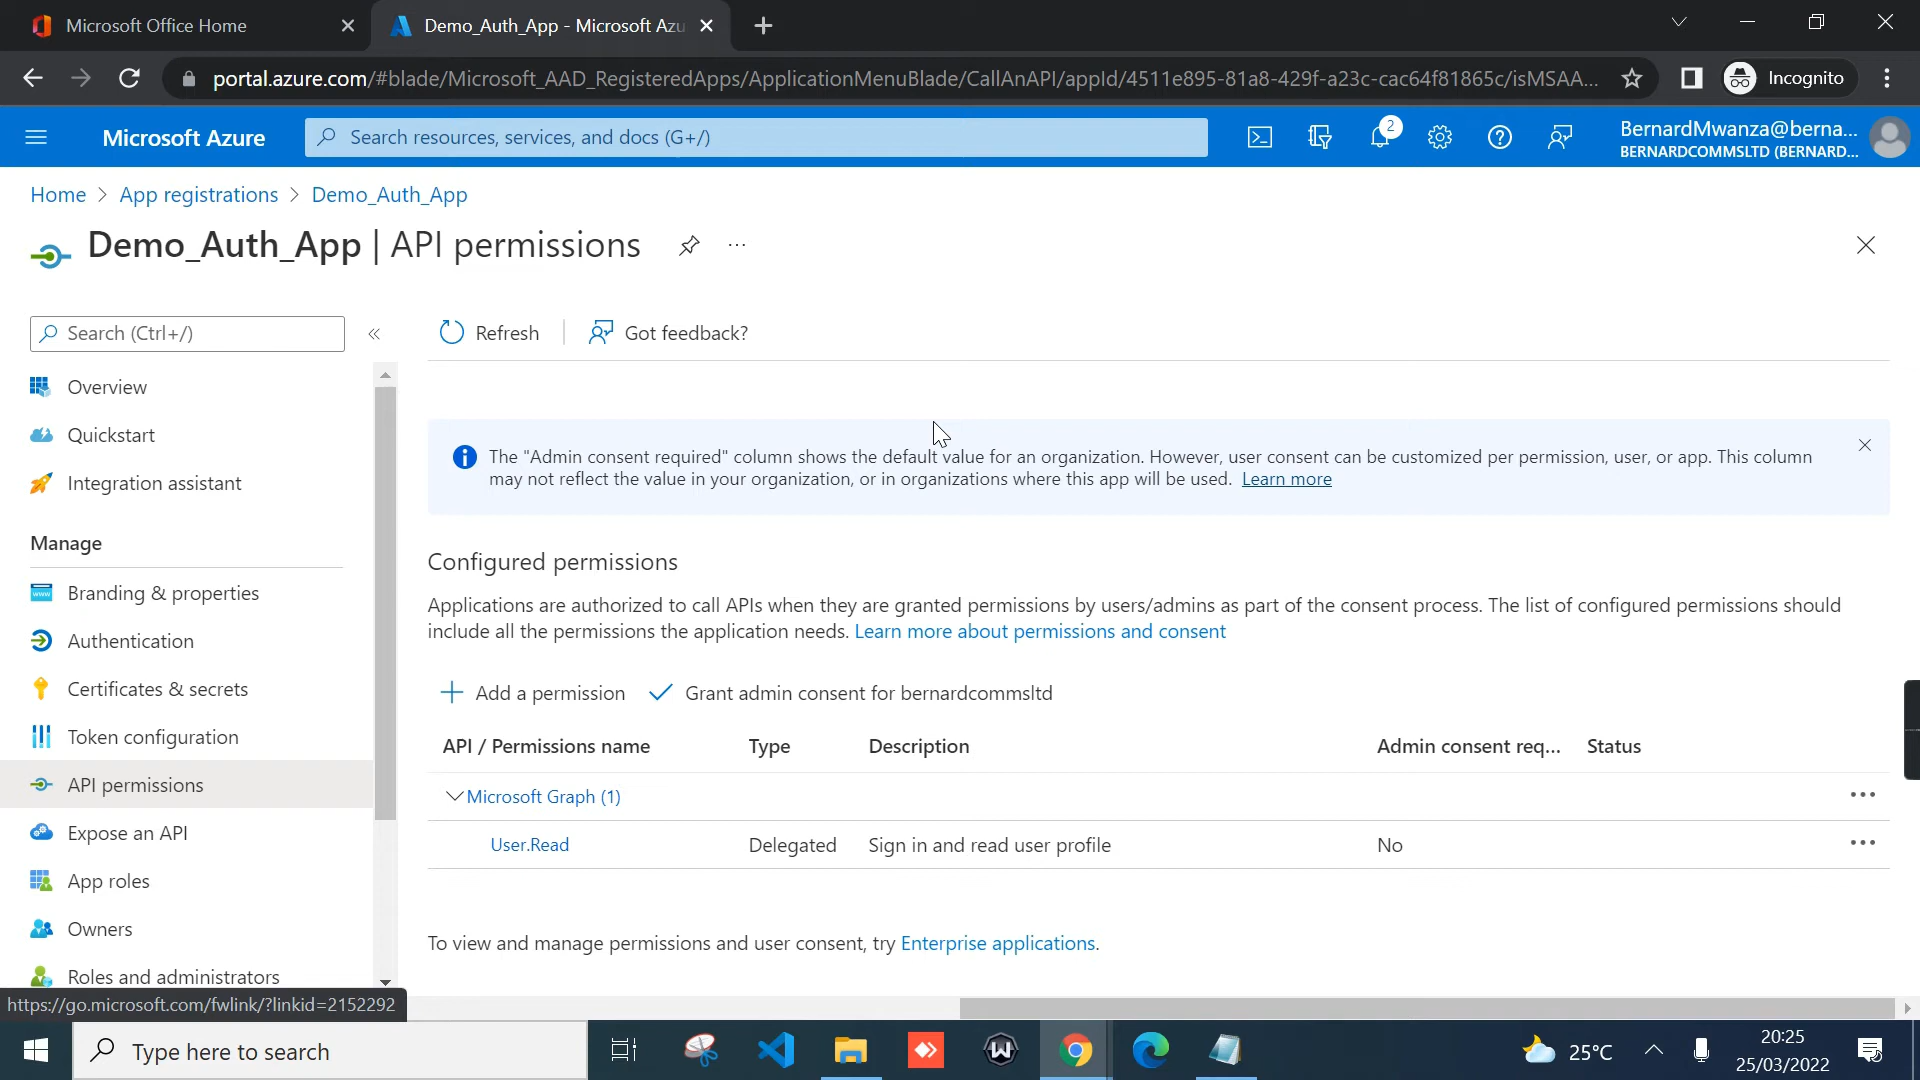 Microsoft Office Home
Demo_Auth_App - Microsoft Azu
portal.azure.com/#blade/Microsoft_AAD_RegisteredApps/ApplicationMenuBlade/CallAnAPI/appId/4511e895-81a8-429f-a23c-cac64f81865c/isMSAA...
Incognito
Microsoft Azure
Search resources, services, and docs (G+/)
2
BernardMwanza@berna...
BERNARDCOMMSLTD (BERNARD...
Home > App registrations > Demo_Auth_App
Demo_Auth_App | API permissions
Search (Ctrl+/)
Overview
Quickstart
Integration assistant
Manage
Branding & properties
Authentication
Certificates & secrets
Token configuration
API permissions
Expose an API
App roles
Owners
Roles and administrators
https://go.microsoft.com/fwlink/?linkid=2152292
Refresh
Got feedback?
The "Admin consent required" column shows the default value for an organization. However, user consent can be customized per permission, user, or app. This column
may not reflect the value in your organization, or in organizations where this app will be used. Learn more
Configured permissions
Applications are authorized to call APIs when they are granted permissions by users/admins as part of the consent process. The list of configured permissions should
include all the permissions the application needs. Learn more about permissions and consent
Add a permission
Grant admin consent for bernardcommsltd
API / Permissions name Type Description Admin consent req... Status
Microsoft Graph (1)
User.Read Delegated Sign in and read user profile No
To view and manage permissions and user consent, try Enterprise applications.
Type here to search
25°C
20:25
25/03/2022